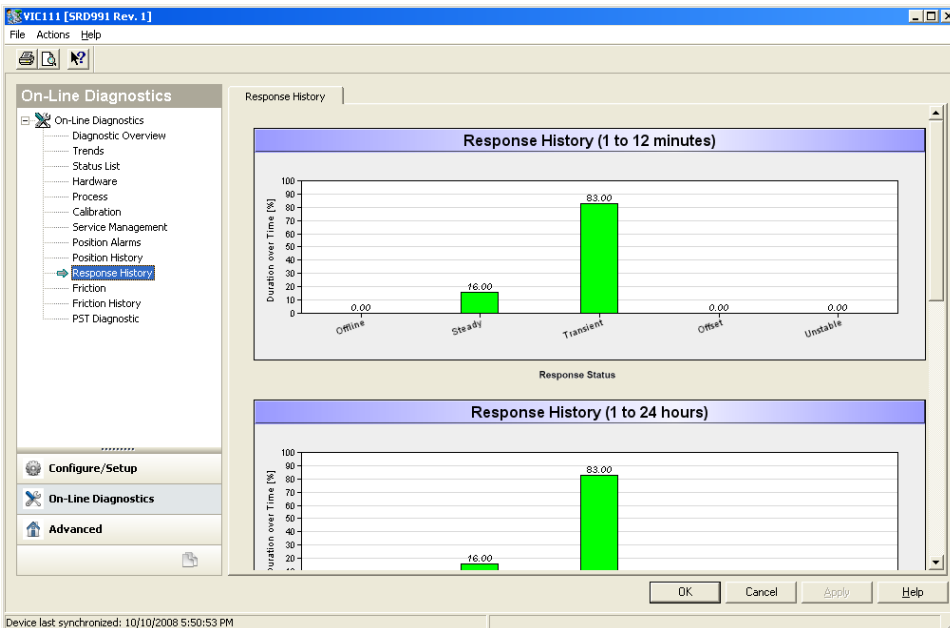 VIC111 [SRD991 Rev. 1]
File Actions Help
On-Line Diagnostics
On-Line Diagnostics
Diagnostic Overview
Trends
Status List
Hardware
Process
Calibration
Service Management
Position Alarms
Position History
Response History
Friction
Friction History
PST Diagnostic
Configure/Setup
On-Line Diagnostics
Advanced
Response History
Response History (1 to 12 minutes)
Duration over Time [%]
100
90
80
70
60
50
40
30
20
10
0
0.00 16.00 83.00 0.00 0.00
Offline Steady Transient Offset Unstable
Response Status
Response History (1 to 24 hours)
Duration over Time [%]
100
90
80
70
60
50
40
30
20
10
16.00 83.00
OK Cancel Apply Help
Device last synchronized: 10/10/2008 5:50:53 PM